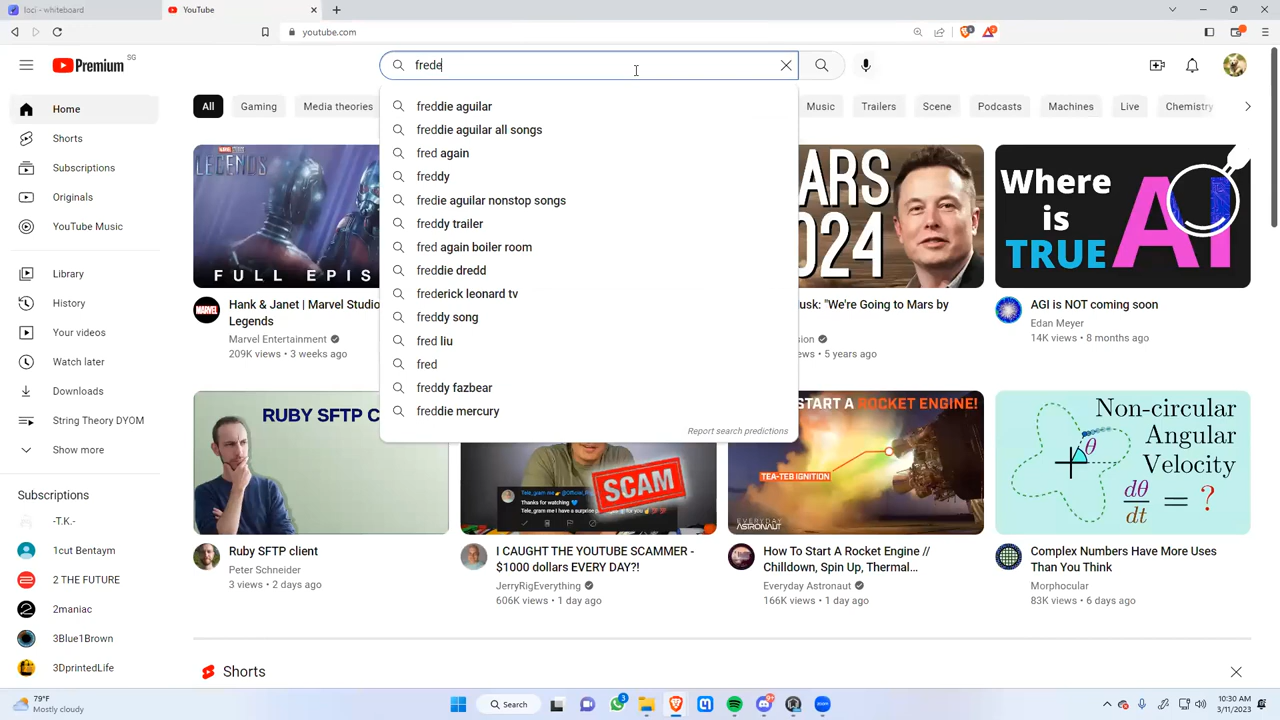 loci - whiteboard
YouTube
youtube.com
Premium SG
frede
All
Gaming
Media theories
Music
Trailers
Scene
Podcasts
Machines
Live
Chemistry
freddie aguilar
freddie aguilar all songs
fred again
freddy
fredie aguilar nonstop songs
freddy trailer
fred again boiler room
freddie dredd
frederick leonard tv
freddy song
fred liu
fred
freddy fazbear
freddie mercury
Report search predictions
Home
Shorts
Subscriptions
Originals
YouTube Music
Library
History
Your videos
Watch later
Downloads
String Theory DYOM
Show more
Subscriptions
-T.K.-
1cut Bentaym
2 THE FUTURE
2maniac
3Blue1Brown
3DprintedLife
LEGENDS
FULL EPIS
MARVEL
Hank & Janet | Marvel Studio
Legends
Marvel Entertainment
209K views • 3 weeks ago
ARS
2024
usk: "We're Going to Mars by
sion
ews • 5 years ago
Where
is
TRUE AI
AGI is NOT coming soon
Edan Meyer
14K views • 8 months ago
RUBY SFTP C
Ruby SFTP client
Peter Schneider
3 views • 2 days ago
Thanks for watching
SCAM
I CAUGHT THE YOUTUBE SCAMMER -
$1000 dollars EVERY DAY?!
JerryRigEverything
606K views • 1 day ago
START A ROCKET ENGINE!
TEA-TEB IGNITION
EVERYDAY
ASTRONAUT
How To Start A Rocket Engine //
Chilldown, Spin Up, Thermal...
Everyday Astronaut
166K views • 1 day ago
Non-circular
Angular
Velocity
θ
dθ
dt = ?
Complex Numbers Have More Uses
Than You Think
Morphocular
83K views • 6 days ago
Shorts
79°F
Mostly cloudy
Search
3
10:30 AM
3/11/2023